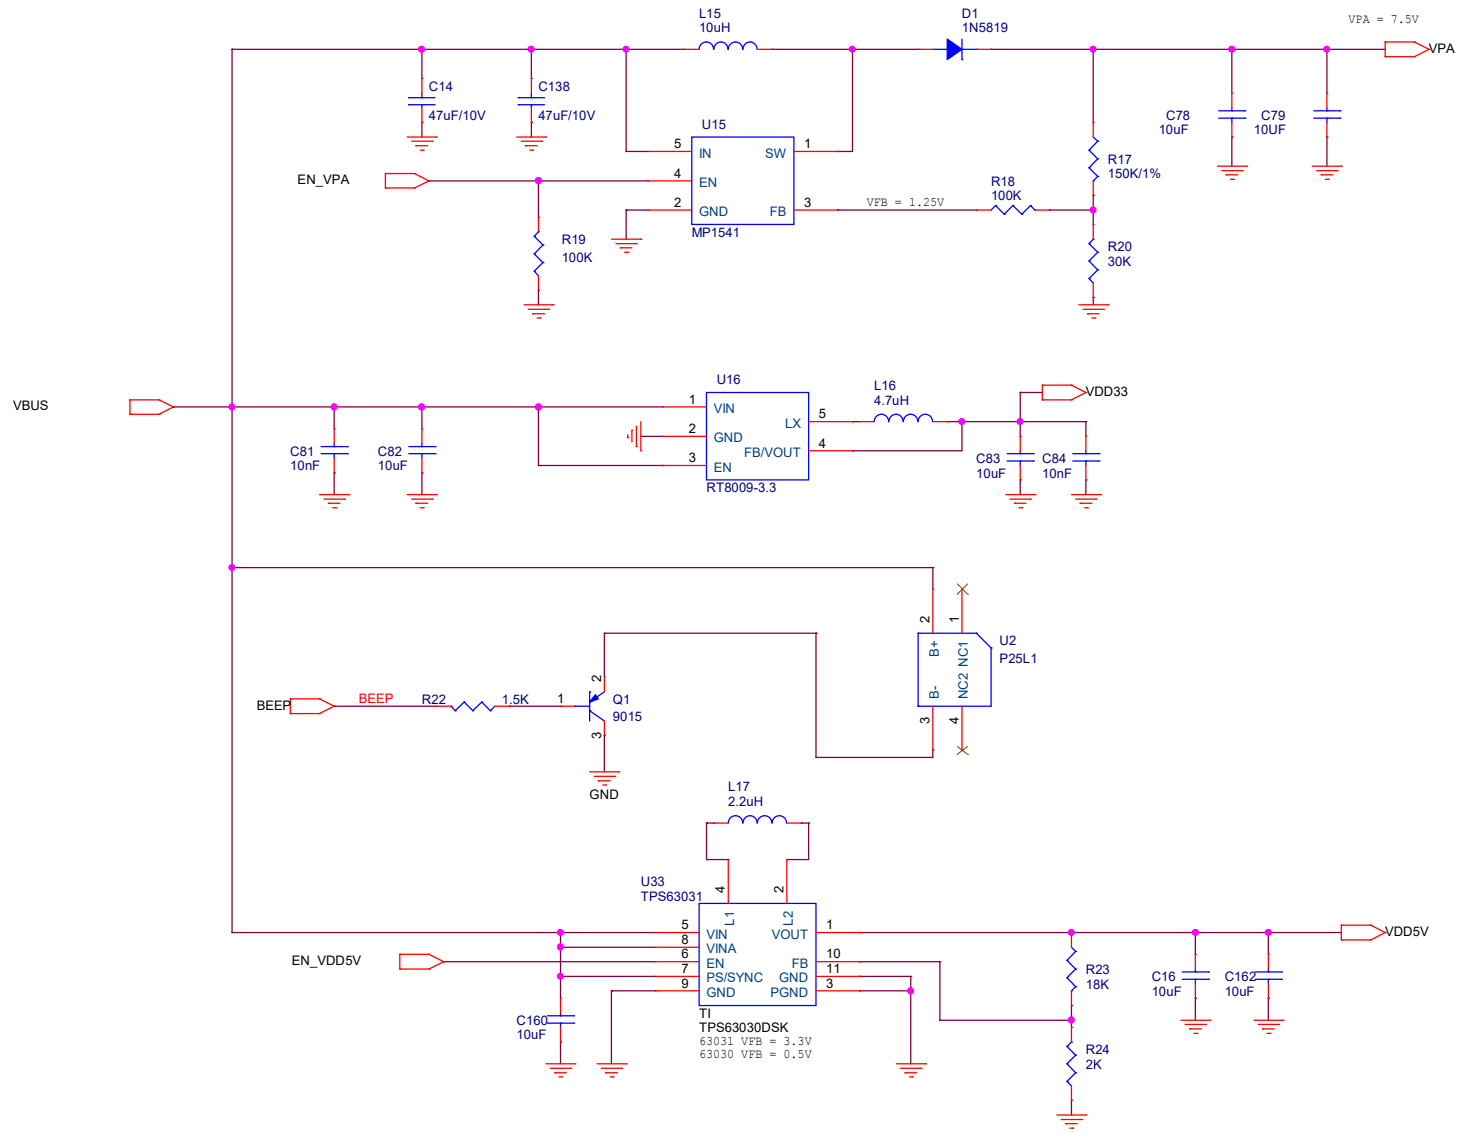 L15
10uH
D1
1N5819
VPA = 7.5V
VPA
C14
47uF/10V
C138
47uF/10V
C78
10uF
C79
10UF
U15
5
IN
SW
1
EN_VPA
4
EN
2
GND
FB
3
MP1541
VFB = 1.25V
R18
100K
R17
150K/1%
R19
100K
R20
30K
VBUS
U16
1
VIN
2
GND
3
EN
LX
5
FB/VOUT
4
RT8009-3.3
L16
4.7uH
VDD33
C81
10nF
C82
10uF
C83
10uF
C84
10nF
2
1
B+
NC1
B-
NC2
3
4
U2
P25L1
BEEP
BEEP
R22
1.5K
1
2
Q1
9015
3
GND
L17
2.2uH
U33
TPS63031
4
2
L1
L2
5
VIN
VOUT
1
8
VINA
EN_VDD5V
6
EN
FB
10
7
PS/SYNC
GND
11
9
GND
PGND
3
VDD5V
R23
18K
C16
10uF
C162
10uF
C160
10uF
TI
TPS63030DSK
63031 VFB = 3.3V
63030 VFB = 0.5V
R24
2K